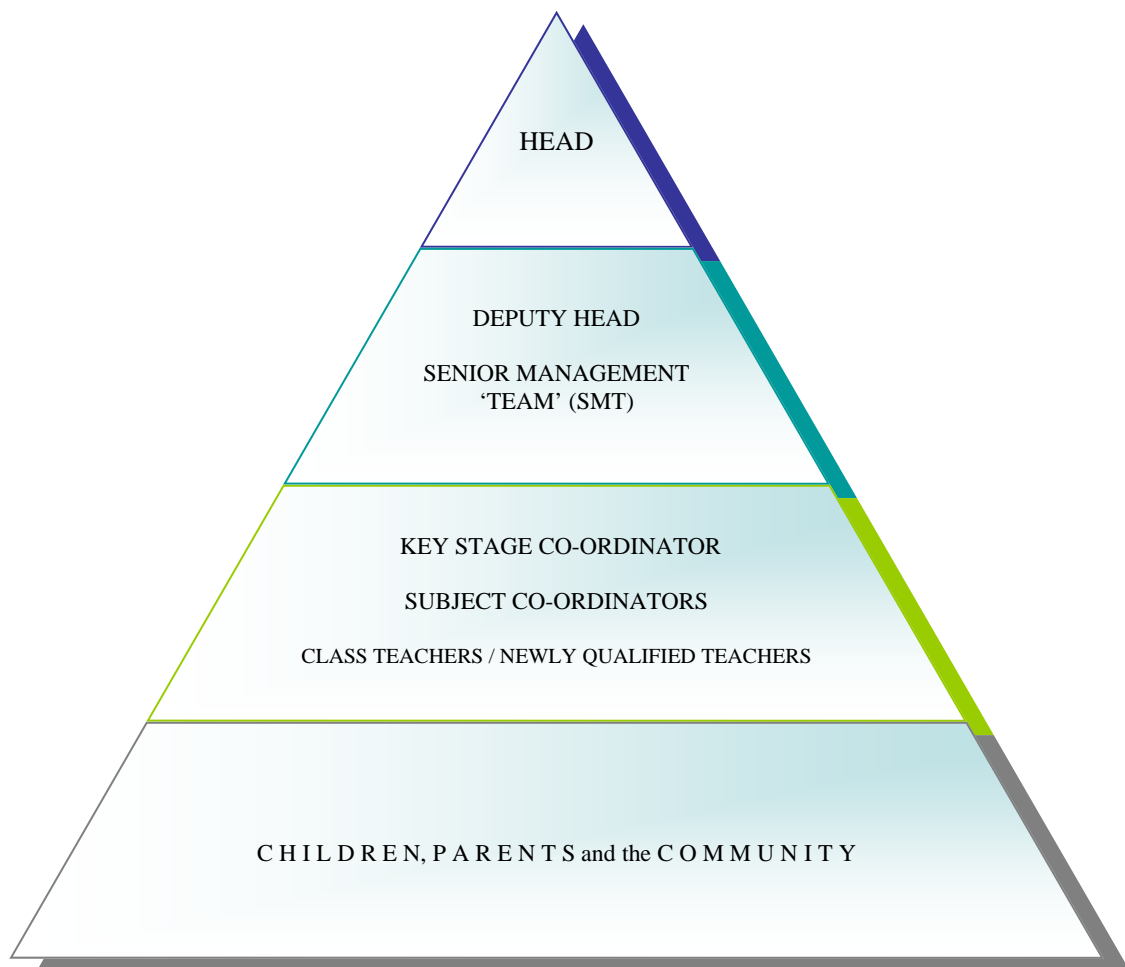 HEAD
DEPUTY HEAD
SENIOR MANAGEMENT
‘TEAM’ (SMT)
KEY STAGE CO-ORDINATOR
SUBJECT CO-ORDINATORS
CLASS TEACHERS / NEWLY QUALIFIED TEACHERS
C H I L D R E N, P A R E N T S and the C O M M U N I T Y